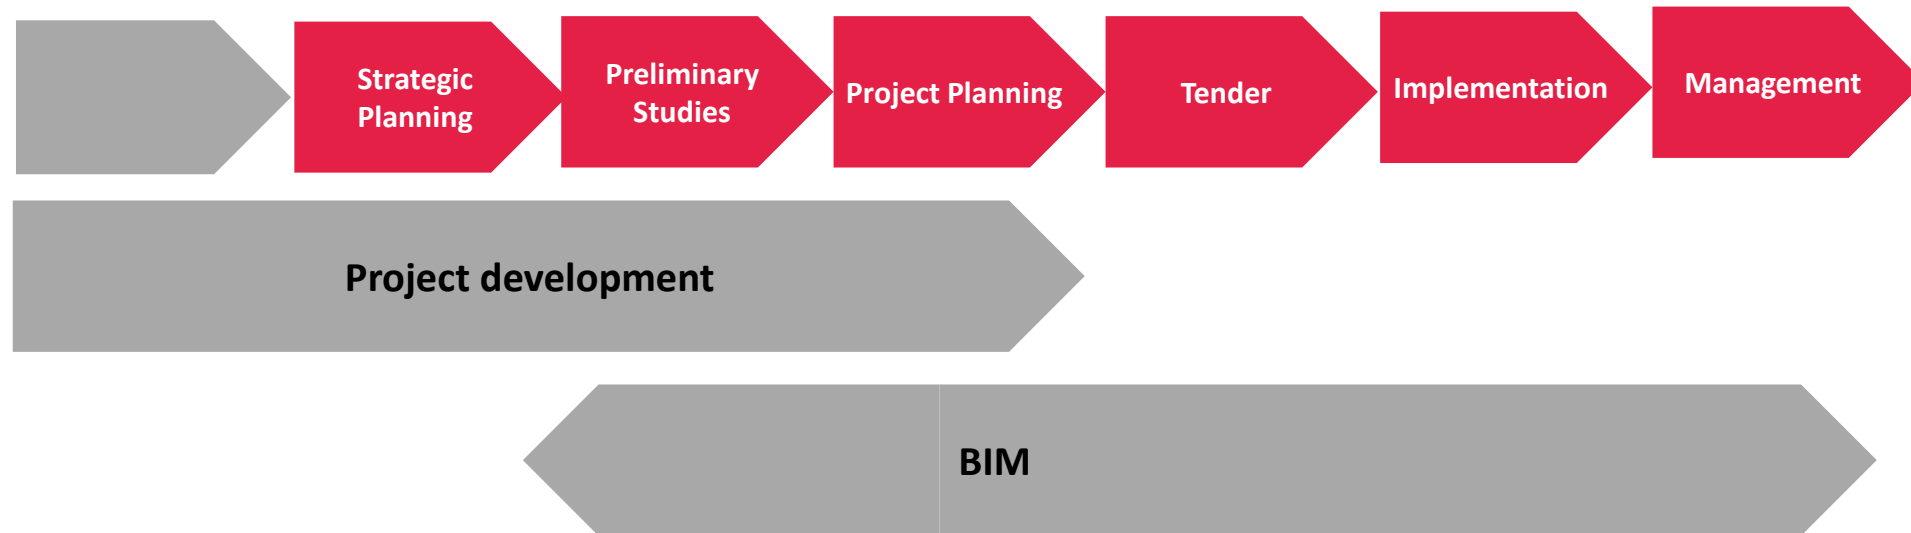 Strategic
Planning
Preliminary
Studies
Project Planning
Tender
Implementation
Management
Project development
BIM